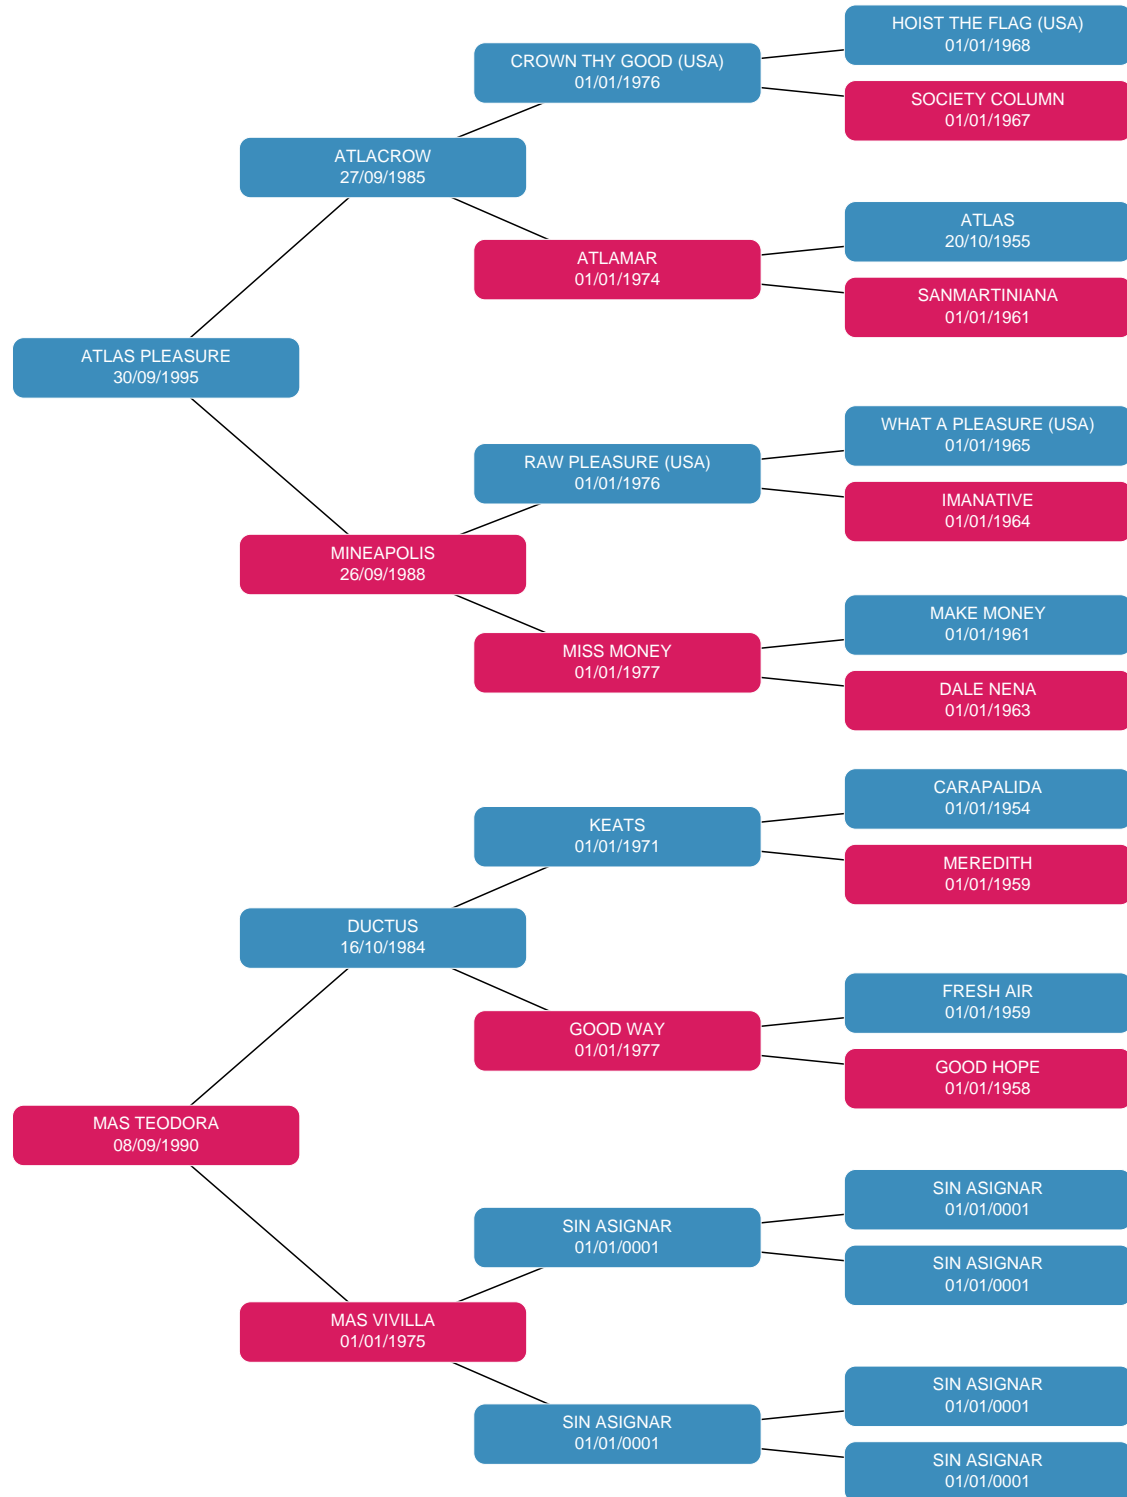 HOIST THE FLAG (USA)
01/01/1968
CROWN THY GOOD (USA)
01/01/1976
SOCIETY COLUMN
01/01/1967
ATLACROW
27/09/1985
ATLAS
20/10/1955
ATLAMAR
01/01/1974
SANMARTINIANA
01/01/1961
ATLAS PLEASURE
30/09/1995
WHAT A PLEASURE (USA)
01/01/1965
RAW PLEASURE (USA)
01/01/1976
IMANATIVE
01/01/1964
MINEAPOLIS
26/09/1988
MAKE MONEY
01/01/1961
MISS MONEY
01/01/1977
DALE NENA
01/01/1963
CARAPALIDA
01/01/1954
KEATS
01/01/1971
MEREDITH
01/01/1959
DUCTUS
16/10/1984
FRESH AIR
01/01/1959
GOOD WAY
01/01/1977
GOOD HOPE
01/01/1958
MAS TEODORA
08/09/1990
SIN ASIGNAR
01/01/0001
SIN ASIGNAR
01/01/0001
SIN ASIGNAR
01/01/0001
MAS VIVILLA
01/01/1975
SIN ASIGNAR
01/01/0001
SIN ASIGNAR
01/01/0001
SIN ASIGNAR
01/01/0001